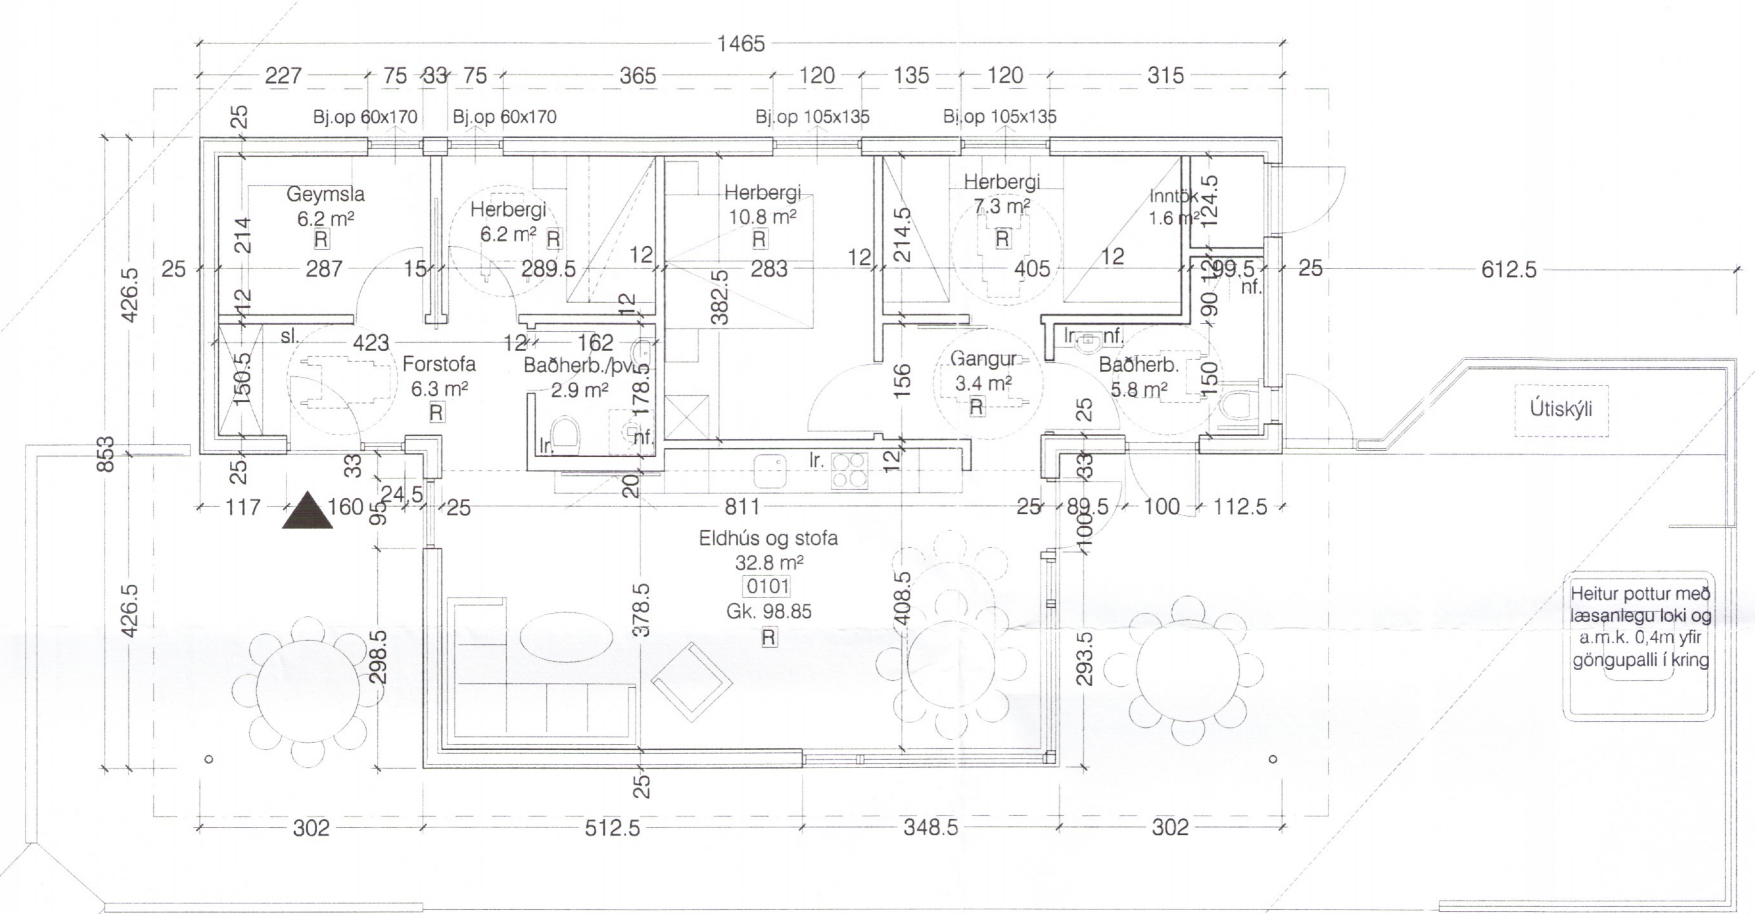 1465
227 75 33 75 365 120 135 120 315
25
Bj.op 60x170 Bj.op 60x170 Bj.op 105x135 Bj.op 105x135
Geymsla
6.2 m²
R
Herbergi
6.2 m²
R
Herbergi
10.8 m²
R
Herbergi
7.3 m²
R
Inntök
1.6 m²
124.5
214
214.5
25 287 15 289.5 12 12 283 405 12 99.5 25 612.5
12
nf.
426.5
12
12
382.5
90
sl.
423 12 162
lr. nf.
Forstofa
6.3 m²
R
Baðherb./þv.
2.9 m²
Gangur
3.4 m²
R
Baðherb.
5.8 m²
150.5
178.5
156
150
25
Útiskýli
853
lr. nf.
lr.
25
33
12
33
20
24.5
117 160 25 811 25 89.5 100 112.5
95
100
Eldhús og stofa
32.8 m²
0101
Gk. 98.85
R
426.5
298.5
378.5
408.5
293.5
Heitur pottur með
læsanlegu loki og
a.m.k. 0,4m yfir
göngupalli í kring
25
302 512.5 348.5 302